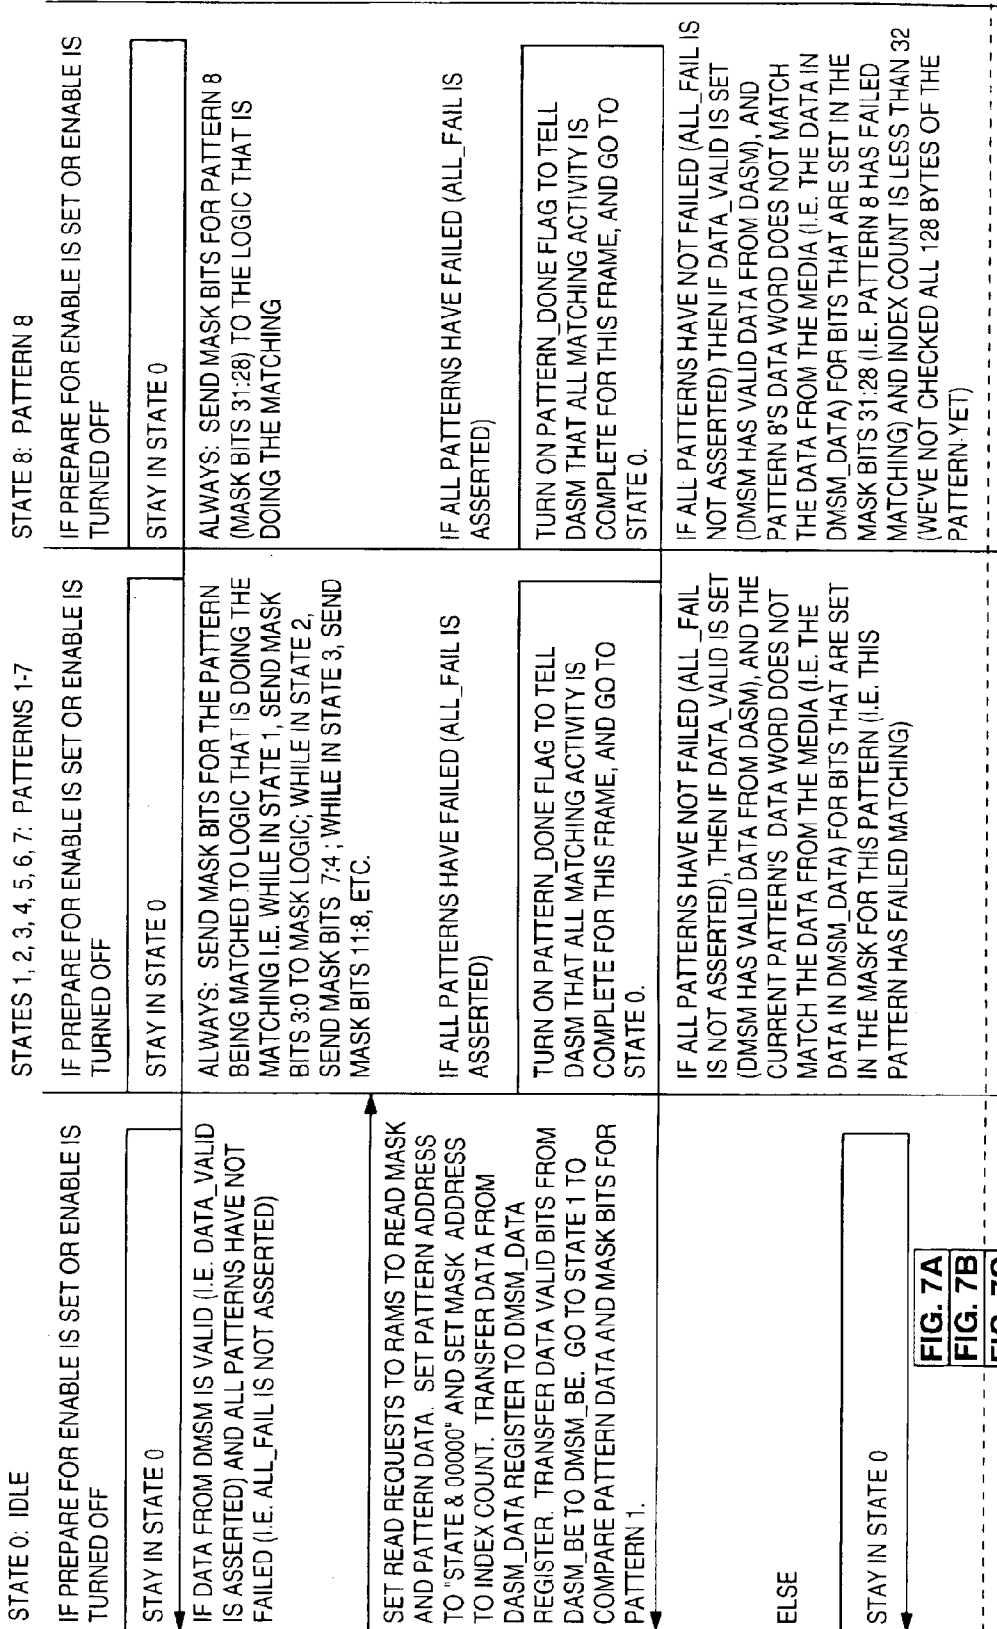 STATE 0: IDLE
IF PREPARE FOR ENABLE IS SET OR ENABLE IS
TURNED OFF
STAY IN STATE 0
IF DATA FROM DMSM IS VALID (I.E. DATA_VALID
IS ASSERTED) AND ALL PATTERNS HAVE NOT
FAILED (I.E. ALL_FAIL IS NOT ASSERTED)
SET READ REQUESTS TO RAMS TO READ MASK
AND PATTERN DATA. SET PATTERN ADDRESS
TO "STATE & 00000" AND SET MASK ADDRESS
TO INDEX COUNT. TRANSFER DATA FROM
DASM_DATA REGISTER TO DMSM_DATA
REGISTER. TRANSFER DATA VALID BITS FROM
DASM_BE TO DMSM_BE. GO TO STATE 1 TO
COMPARE PATTERN DATA AND MASK BITS FOR
PATTERN 1.
ELSE
STAY IN STATE 0
STATES 1, 2, 3, 4, 5, 6, 7: PATTERNS 1-7
IF PREPARE FOR ENABLE IS SET OR ENABLE IS
TURNED OFF
STAY IN STATE 0
ALWAYS: SEND MASK BITS FOR THE PATTERN
BEING MATCHED TO LOGIC THAT IS DOING THE
MATCHING I.E. WHILE IN STATE 1, SEND MASK
BITS 3:0 TO MASK LOGIC; WHILE IN STATE 2,
SEND MASK BITS 7:4 ; WHILE IN STATE 3, SEND
MASK BITS 11:8, ETC.
IF ALL PATTERNS HAVE FAILED (ALL_FAIL IS
ASSERTED)
TURN ON PATTERN_DONE FLAG TO TELL
DASM THAT ALL MATCHING ACTIVITY IS
COMPLETE FOR THIS FRAME, AND GO TO
STATE 0.
IF ALL PATTERNS HAVE NOT FAILED (ALL_FAIL
IS NOT ASSERTED), THEN IF DATA_VALID IS SET
(DMSM HAS VALID DATA FROM DASM), AND THE
CURRENT PATTERN'S DATA WORD DOES NOT
MATCH THE DATA FROM THE MEDIA (I.E. THE
DATA IN DMSM_DATA) FOR BITS THAT ARE SET
IN THE MASK FOR THIS PATTERN (I.E. THIS
PATTERN HAS FAILED MATCHING)
STATE 8: PATTERN 8
IF PREPARE FOR ENABLE IS SET OR ENABLE IS
TURNED OFF
STAY IN STATE 0
ALWAYS: SEND MASK BITS FOR PATTERN 8
(MASK BITS 31:28) TO THE LOGIC THAT IS
DOING THE MATCHING
IF ALL PATTERNS HAVE FAILED (ALL_FAIL IS
ASSERTED)
TURN ON PATTERN_DONE FLAG TO TELL
DASM THAT ALL MATCHING ACTIVITY IS
COMPLETE FOR THIS FRAME, AND GO TO
STATE 0.
IF ALL PATTERNS HAVE NOT FAILED (ALL_FAIL IS
NOT ASSERTED) THEN IF DATA_VALID IS SET
(DMSM HAS VALID DATA FROM DASM), AND
PATTERN 8'S DATA WORD DOES NOT MATCH
THE DATA FROM THE MEDIA (I.E. THE DATA IN
DMSM_DATA) FOR BITS THAT ARE SET IN THE
MASK BITS 31:28 (I.E. PATTERN 8 HAS FAILED
MATCHING) AND INDEX COUNT IS LESS THAN 32
(WE'VE NOT CHECKED ALL 128 BYTES OF THE
PATTERN YET)
FIG. 7A
FIG. 7B